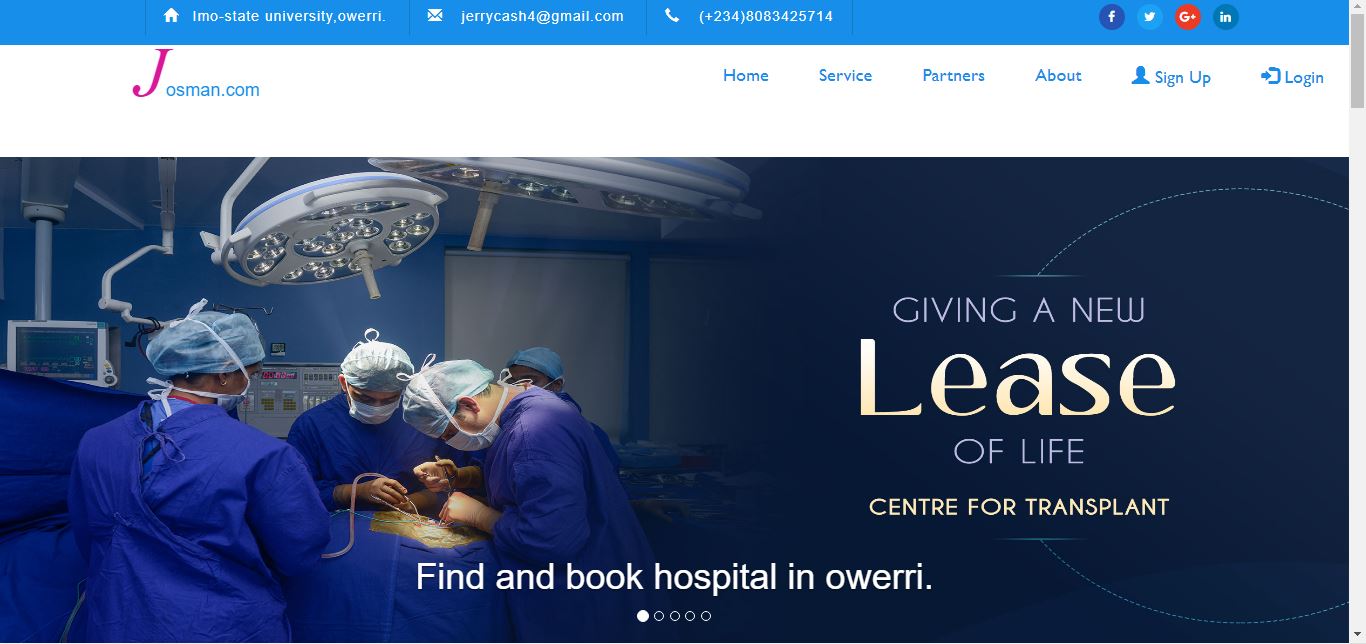 Imo-state university,owerri.
jerrycash4@gmail.com
(+234)8083425714
f
G+
in
Josman.com
Home
Service
Partners
About
Sign Up
Login
GIVING A NEW
Lease
OF LIFE
CENTRE FOR TRANSPLANT
Find and book hospital in owerri.